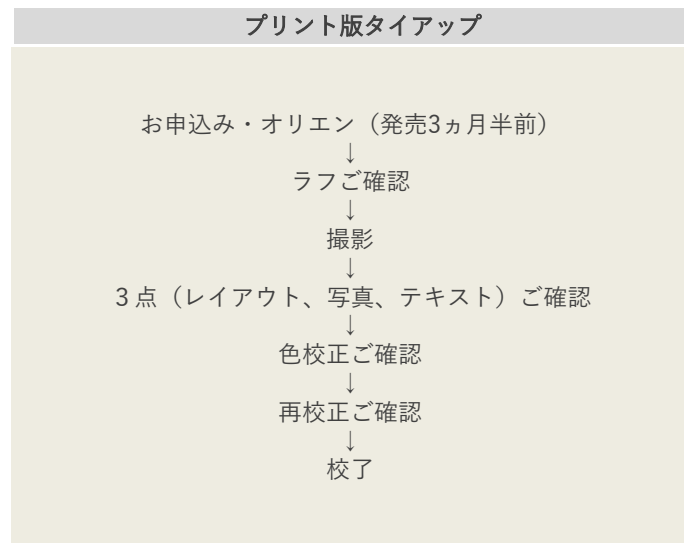 プリント版タイアップ
お申込み・オリエン（発売3ヵ月半前）
↓
ラフご確認
↓
撮影
↓
３点（レイアウト、写真、テキスト）ご確認
↓
色校正ご確認
↓
再校正ご確認
↓
校了